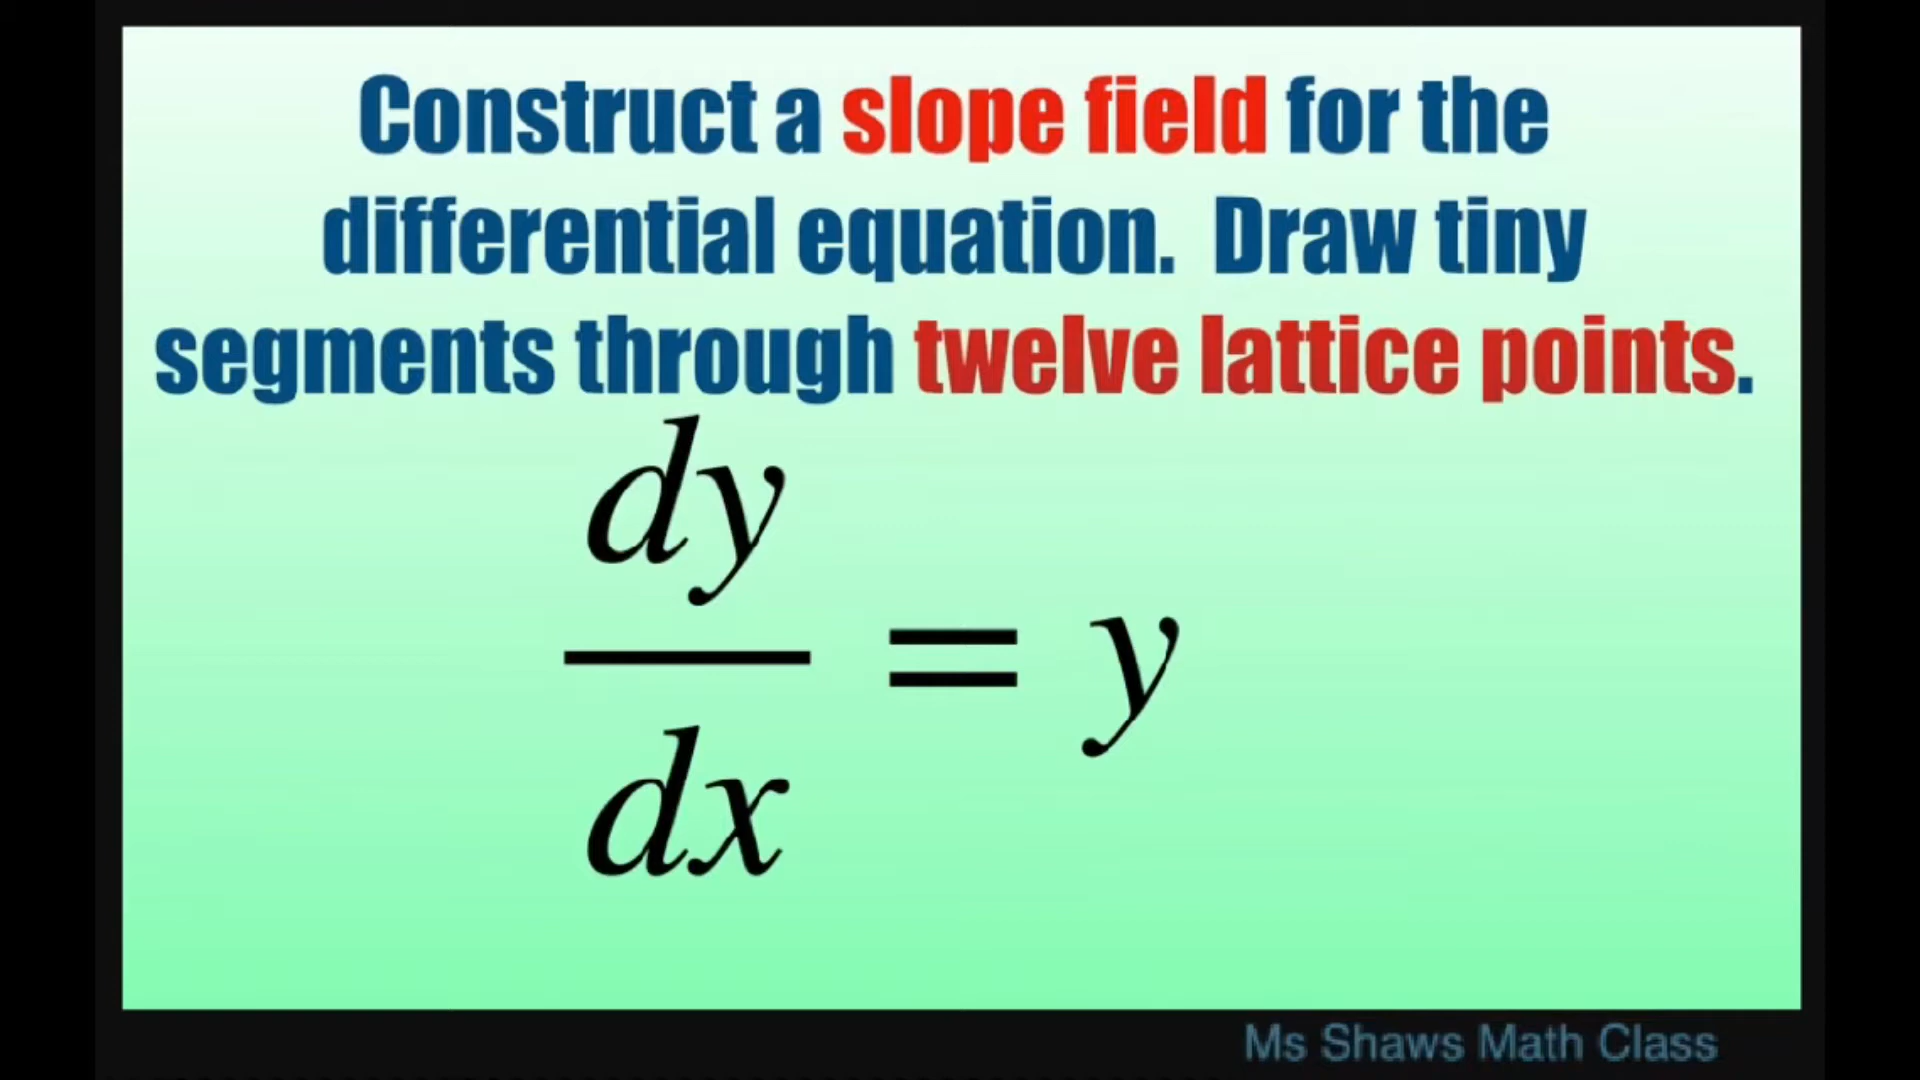 Construct a slope field for the
differential equation. Draw tiny
segments through twelve lattice points.
dy
dx
= y
Ms Shaws Math Class